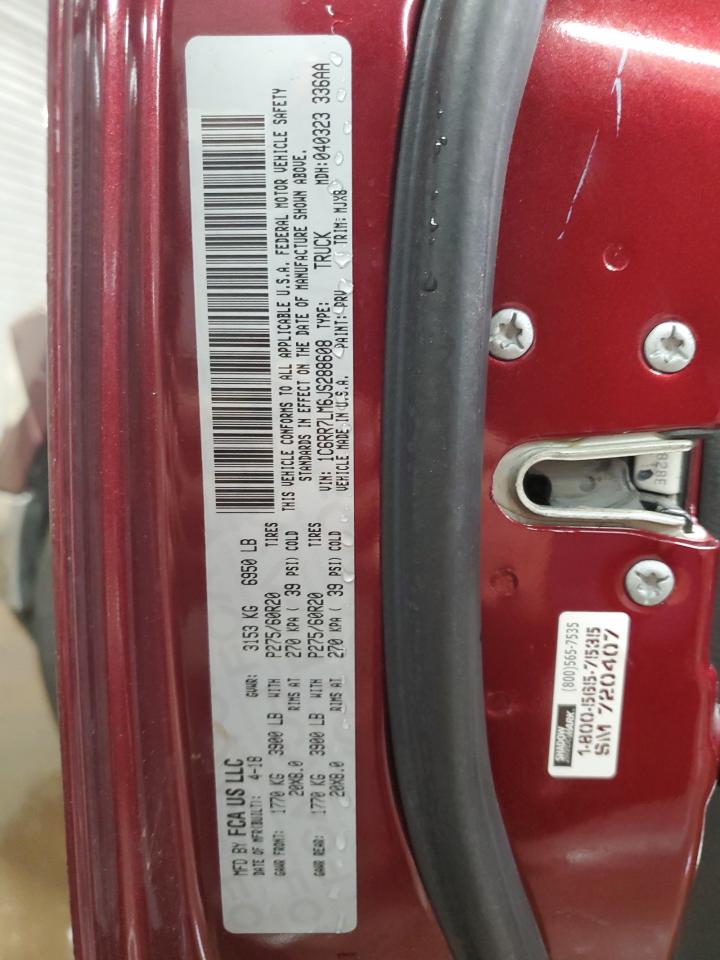 MFD BY FCA US LLC
DATE OF MFR(BUILT): 4-18 GVWR: 3153 KG 6950 LB
GAWR FRONT: 1770 KG 3900 LB WITH P275/60R20 TIRES
20X8.0 RIMS AT 270 KPA ( 39 PSI) COLD
GAWR REAR: 1770 KG 3900 LB WITH P275/60R20 TIRES
20X8.0 RIMS AT 270 KPA ( 39 PSI) COLD
THIS VEHICLE CONFORMS TO ALL APPLICABLE U.S.A. FEDERAL MOTOR VEHICLE SAFETY
STANDARDS IN EFFECT ON THE DATE OF MANUFACTURE SHOWN ABOVE.
VIN: 1C6RR7LM6JS288608 TYPE: TRUCK MDH:040323 336AA
VEHICLE MADE IN U.S.A. PAINT: PRV TRIM: MJX8
SHADOW (800)565-7535
1-800-565-7535
SM 720407
828E